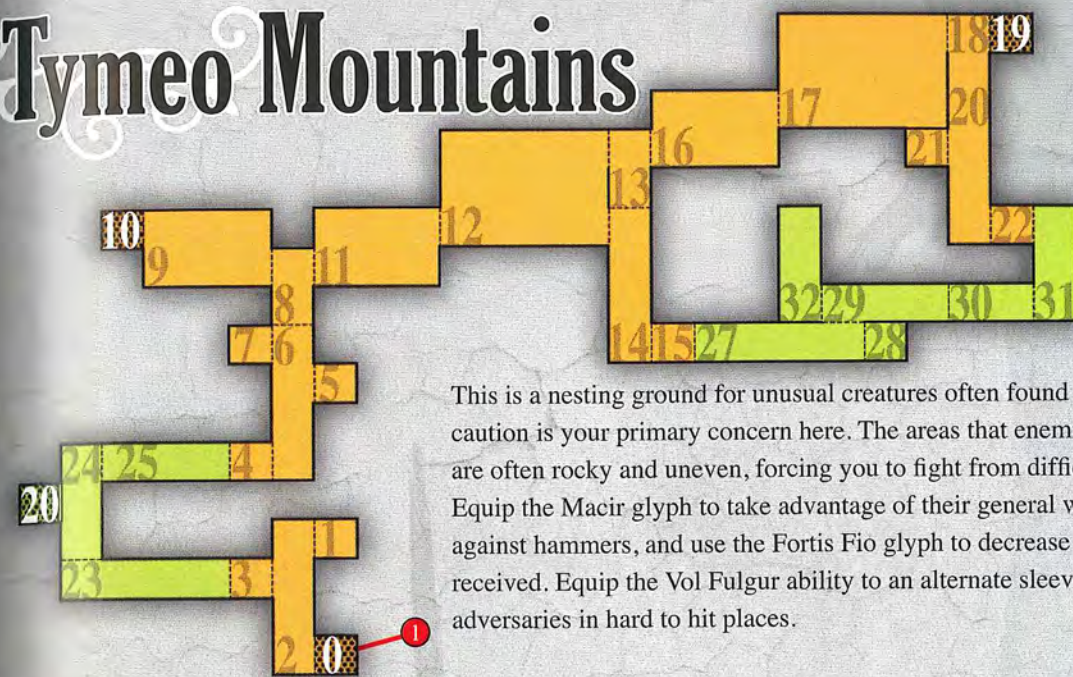 Tymeo Mountains
18 19
17 20
16 21
13
10 12 22
9 11
8 32 29 30 31
7 6 14 15 27 28
5
This is a nesting ground for unusual creatures often found
caution is your primary concern here. The areas that
are often rocky and uneven, forcing you to fight from
24 25 4
Equip the Macir glyph to take advantage of their general
20
against hammers, and use the Fortis Fio glyph to decrease
1
received. Equip the Vol Fulgur ability to an alternate
23 3
adversaries in hard to hit places.
1
2 0